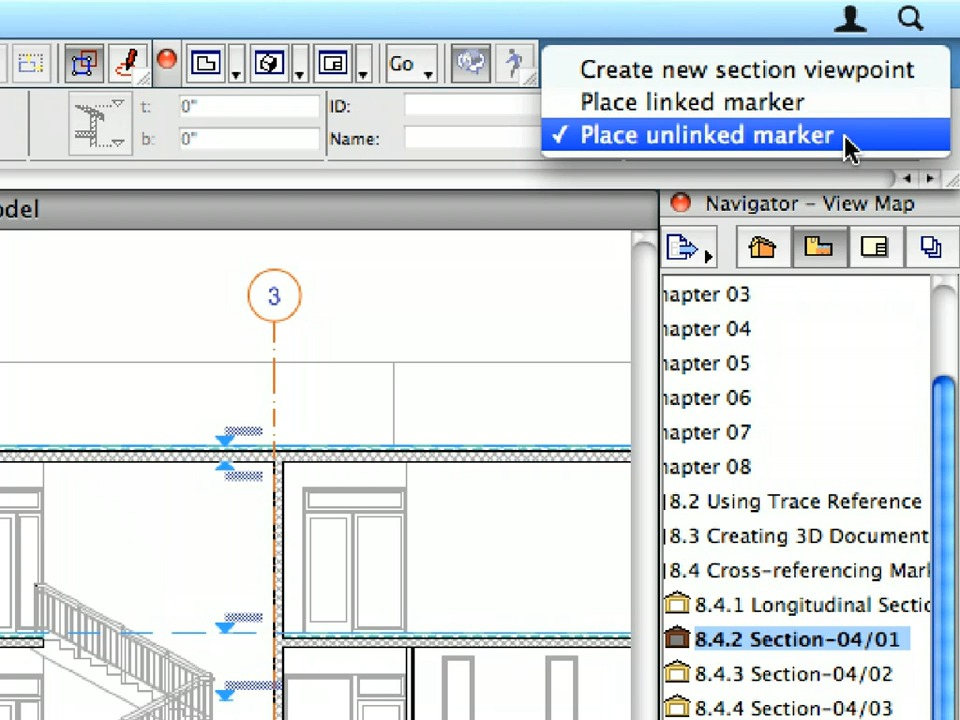 Create new section viewpoint
Place linked marker
✓ Place unlinked marker
Go
t: 0"
b: 0"
ID:
Name:
odel
Navigator - View Map
hapter 03
hapter 04
hapter 05
hapter 06
hapter 07
hapter 08
8.2 Using Trace Reference
8.3 Creating 3D Document
8.4 Cross-referencing Mark
8.4.1 Longitudinal Sectio
8.4.2 Section-04/01
8.4.3 Section-04/02
8.4.4 Section-04/03
3